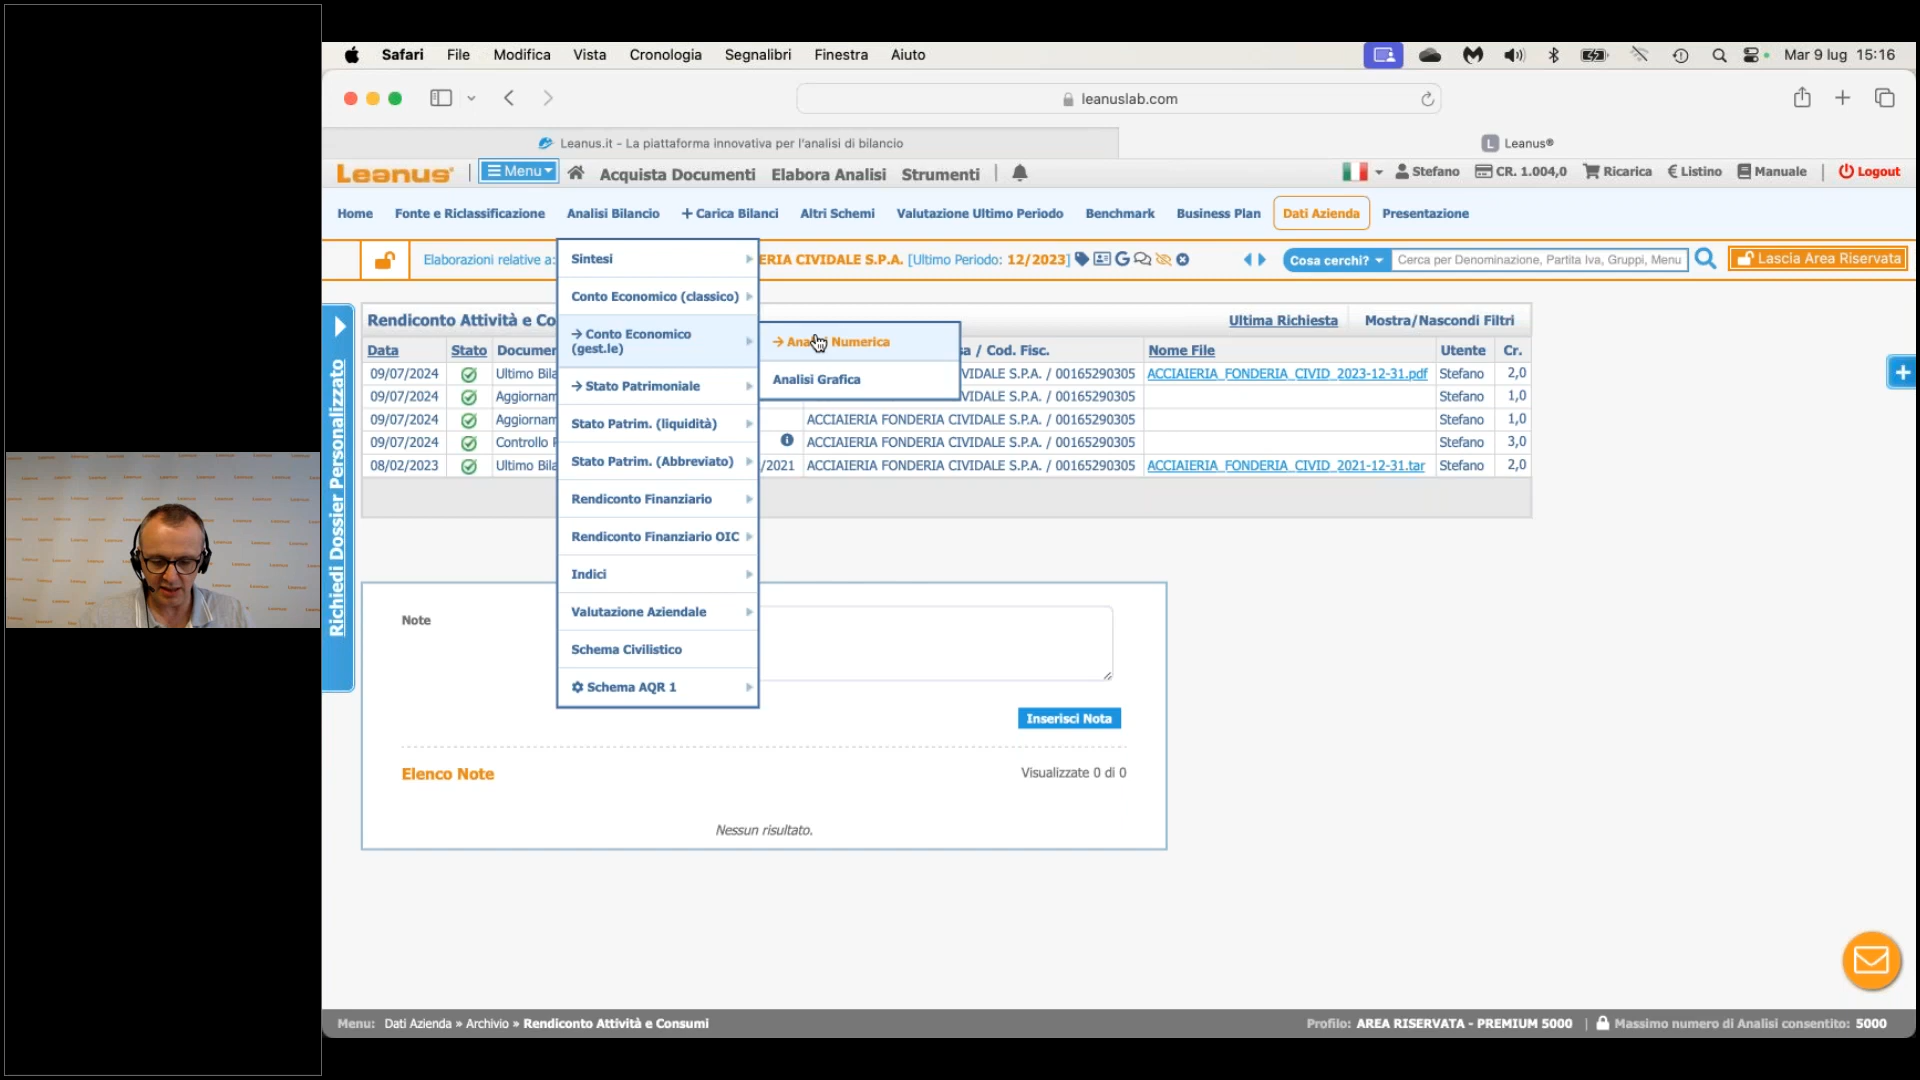 Safari File Modifica Vista Cronologia Segnalibri Finestra Aiuto Mar 9 lug 15:16
leanuslab.com
Leanus.it - La piattaforma innovativa per l'analisi di bilancio L Leanus®
Leanus® | Menu Acquista Documenti Elabora Analisi Strumenti | Stefano CR. 1.004,0 Ricarica € Listino Manuale | Logout
Home Fonte e Riclassificazione Analisi Bilancio + Carica Bilanci Altri Schemi Valutazione Ultimo Periodo Benchmark Business Plan Dati Azienda Presentazione
Elaborazioni relative a: ERIA CIVIDALE S.P.A. [Ultimo Periodo: 12/2023] G Cosa cerchi? Cerca per Denominazione, Partita Iva, Gruppi, Menu Lascia Area Riservata
Richiedi Dossier Personalizzato
Rendiconto Attività e Co Ultima Richiesta Mostra/Nascondi Filtri
Data Stato Documen sa / Cod. Fisc. Nome File Utente Cr.
09/07/2024 Ultimo Bila VIDALE S.P.A. / 00165290305 ACCIAIERIA_FONDERIA_CIVID_2023-12-31.pdf Stefano 2,0
09/07/2024 Aggiornam VIDALE S.P.A. / 00165290305 Stefano 1,0
09/07/2024 Aggiornam ACCIAIERIA FONDERIA CIVIDALE S.P.A. / 00165290305 Stefano 1,0
09/07/2024 Controllo P ACCIAIERIA FONDERIA CIVIDALE S.P.A. / 00165290305 Stefano 3,0
08/02/2023 Ultimo Bila /2021 ACCIAIERIA FONDERIA CIVIDALE S.P.A. / 00165290305 ACCIAIERIA_FONDERIA_CIVID_2021-12-31.tar Stefano 2,0
Sintesi
Conto Economico (classico)
→ Conto Economico
(gest.le)
→ Numerica
Analisi Grafica
→ Stato Patrimoniale
Stato Patrim. (liquidità)
Stato Patrim. (Abbreviato)
Rendiconto Finanziario
Rendiconto Finanziario OIC
Indici
Valutazione Aziendale
Schema Civilistico
Schema AQR 1
Note
Inserisci Nota
Elenco Note Visualizzate 0 di 0
Nessun risultato.
Menu: Dati Azienda » Archivio » Rendiconto Attività e Consumi Profilo: AREA RISERVATA - PREMIUM 5000 | Massimo numero di Analisi consentito: 5000